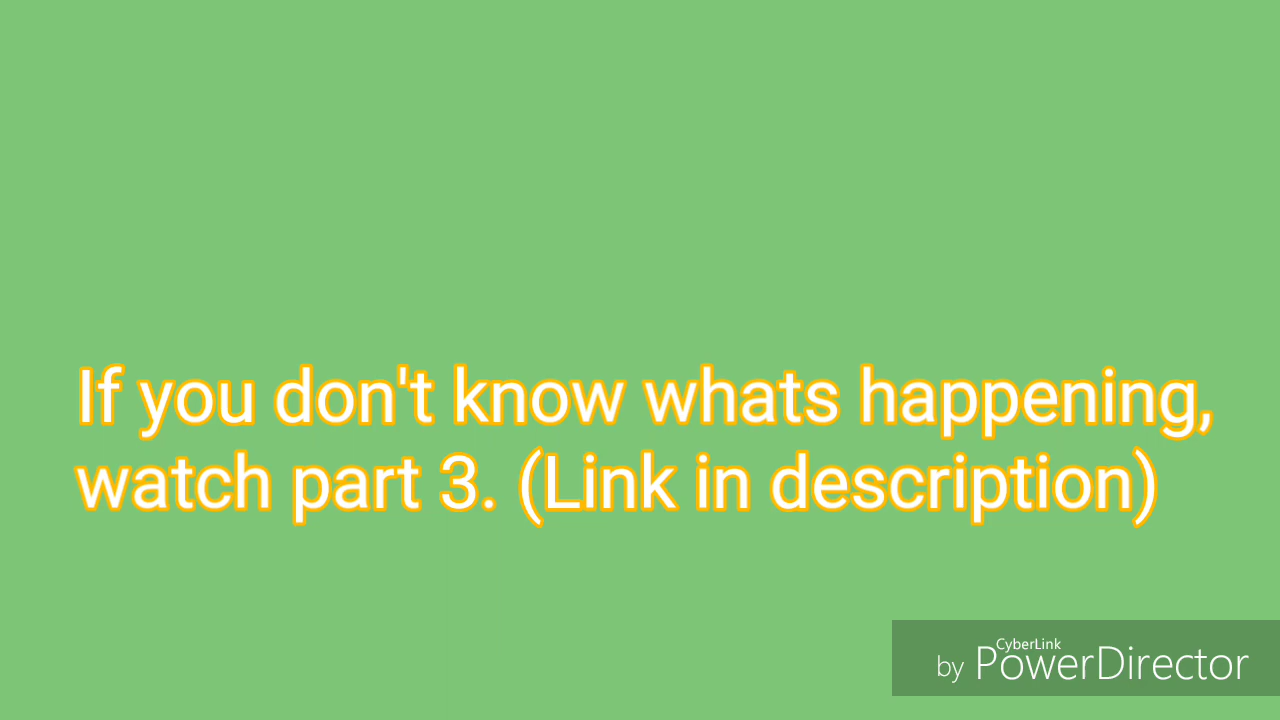 If you don't know whats happening,
watch part 3. (Link in description)
CyberLink
by PowerDirector